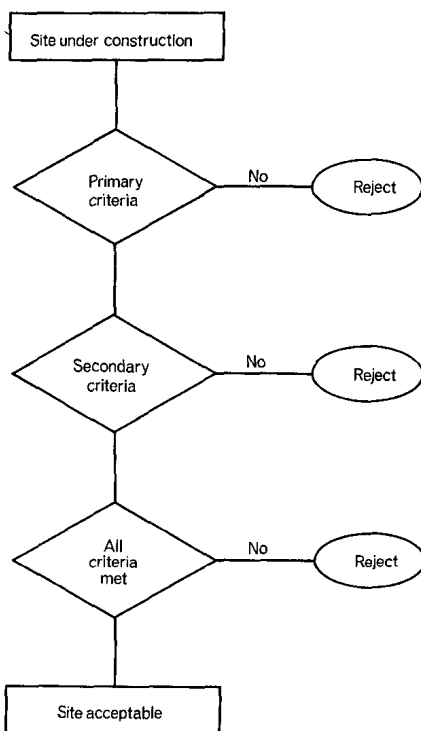 Site under construction
Primary
criteria
No
Reject
Secondary
criteria
No
Reject
All
criteria
met
No
Reject
Site acceptable